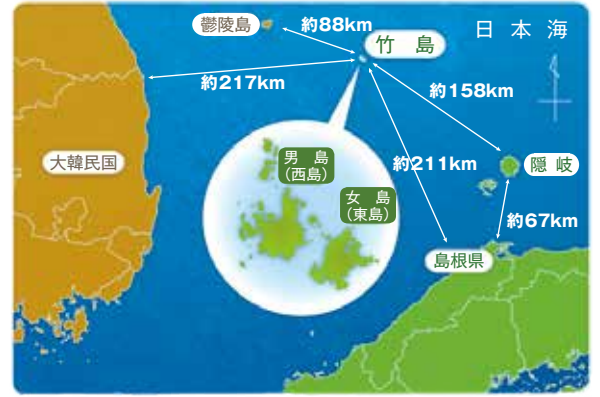 鬱陵島
約88km
日本海
竹島
約217km
約158km
大韓民国
男島
(西島)
約211km
隠岐
女島
(東島)
約67km
島根県